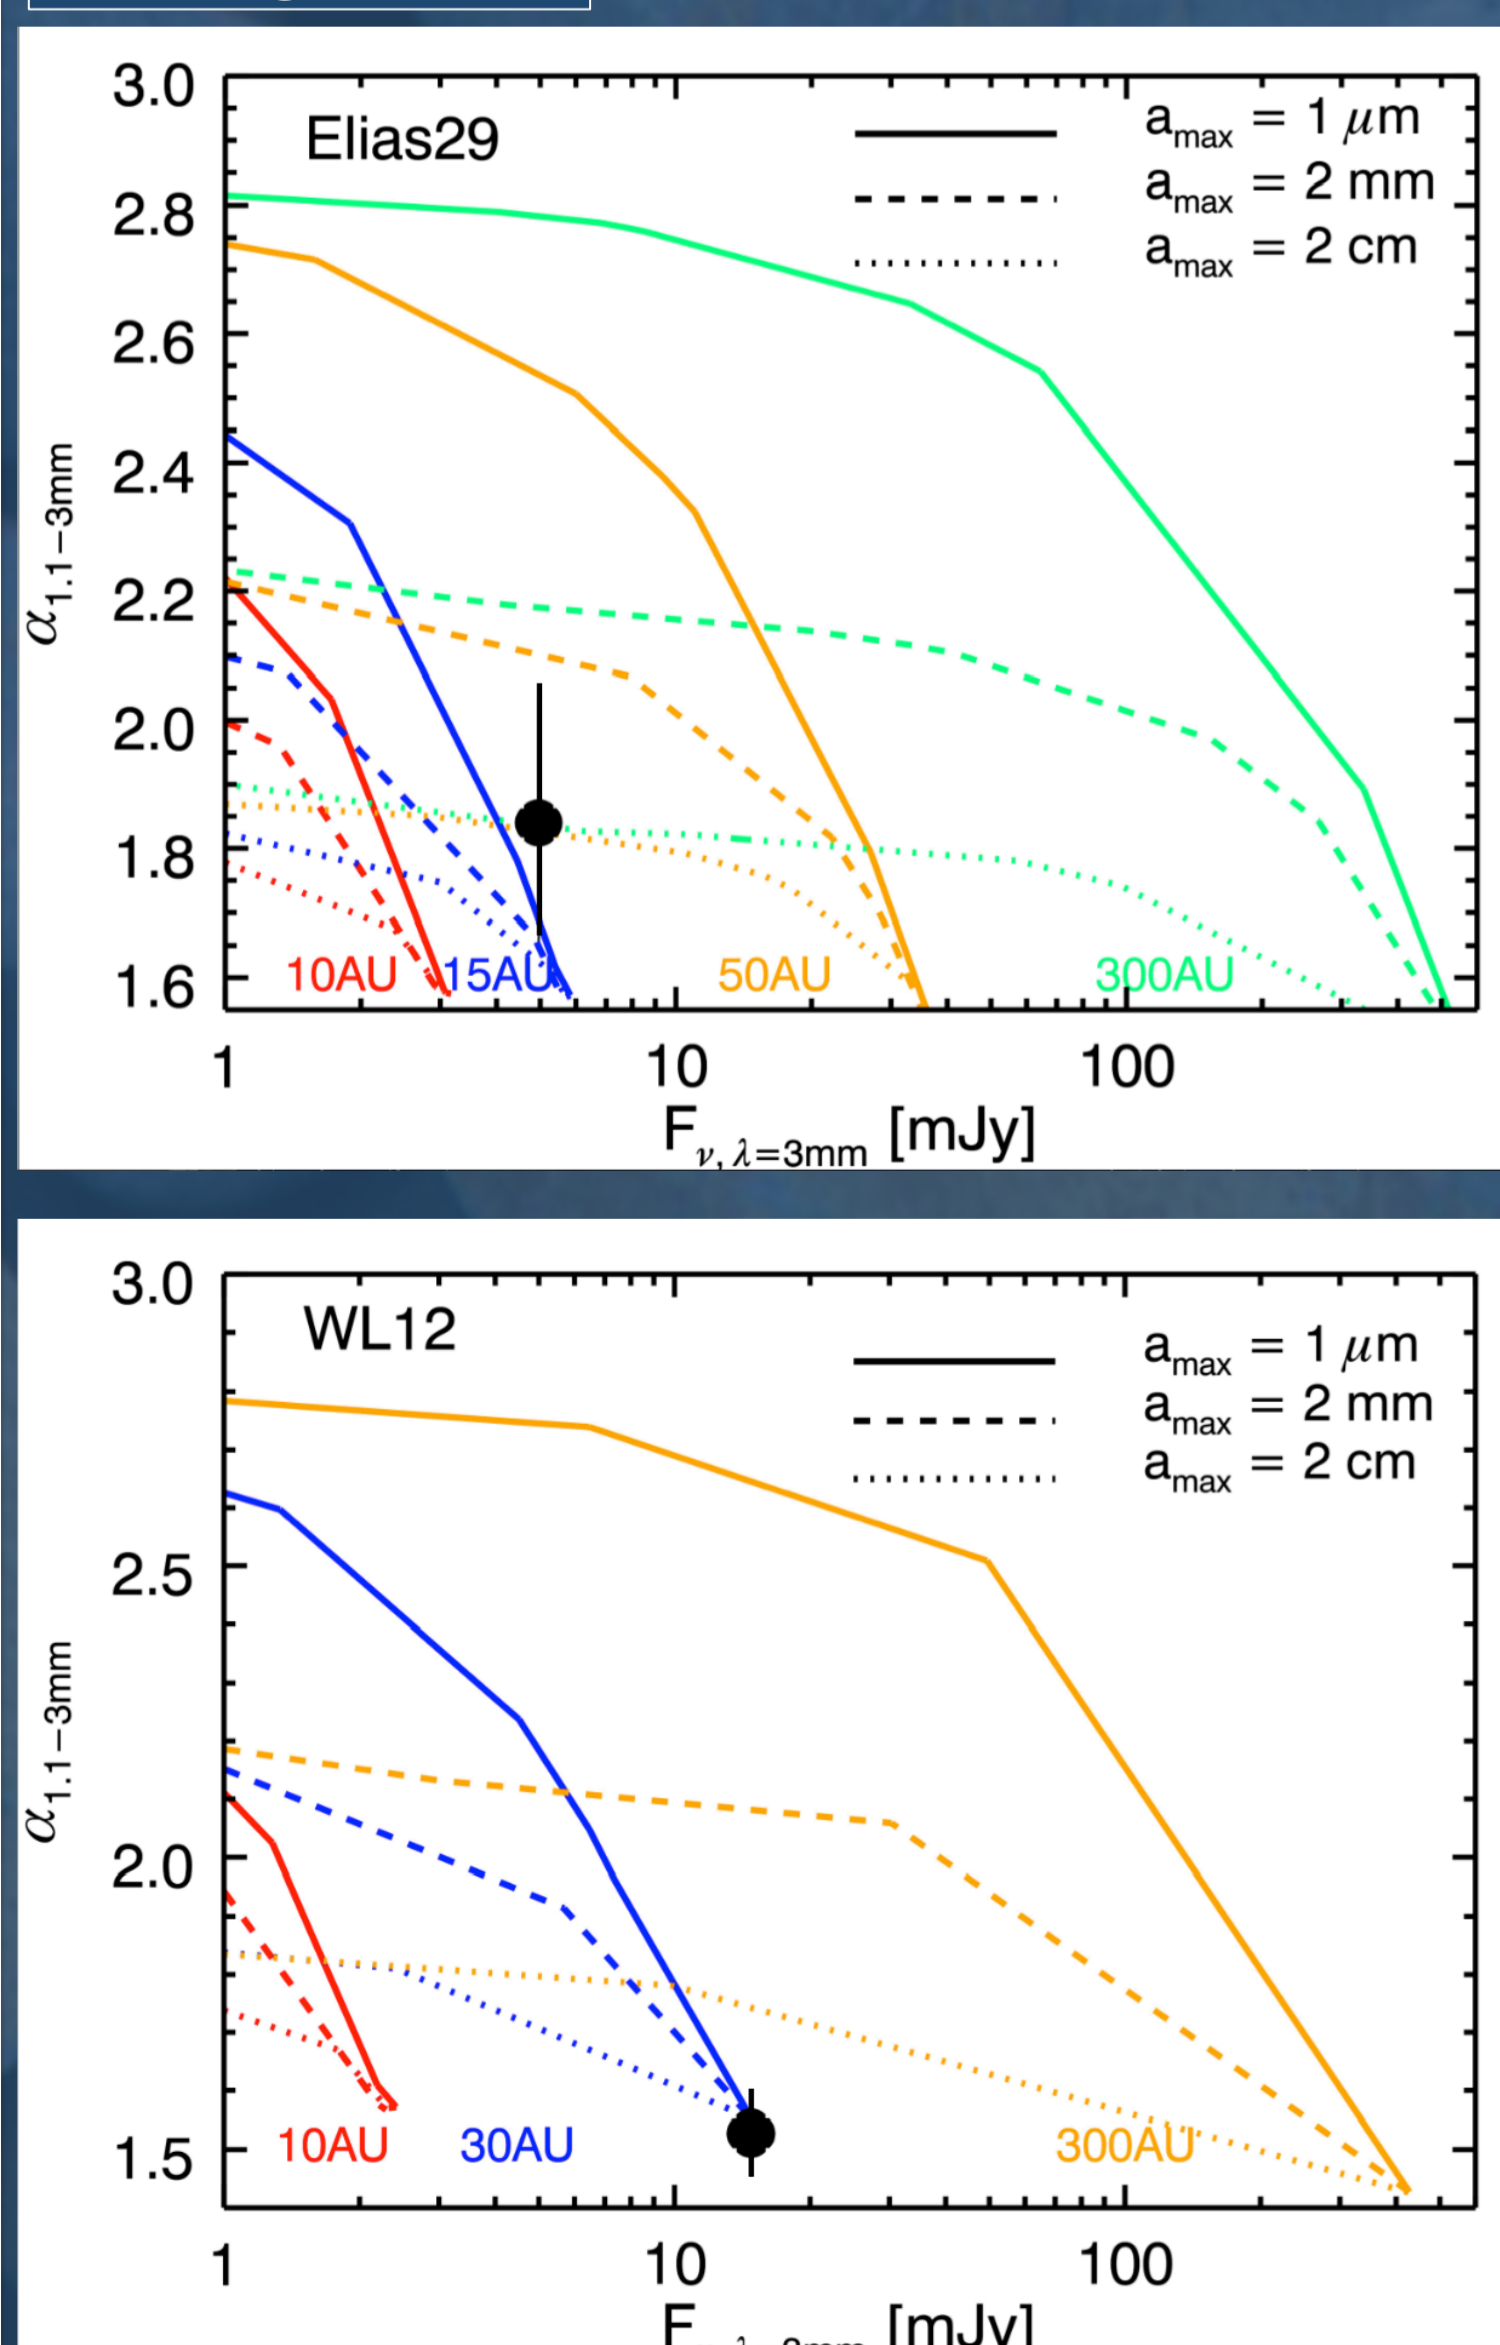 3.0
Elias29
a_max = 1 μm
a_max = 2 mm
a_max = 2 cm
2.8
2.6
2.4
2.2
2.0
1.8
1.6
α_1.1−3mm
10AU
15AU
50AU
300AU
1
10
100
F_ν, λ=3mm [mJy]
3.0
WL12
a_max = 1 μm
a_max = 2 mm
a_max = 2 cm
2.5
2.0
1.5
α_1.1−3mm
10AU
30AU
300AU
1
10
100
F [mJy]